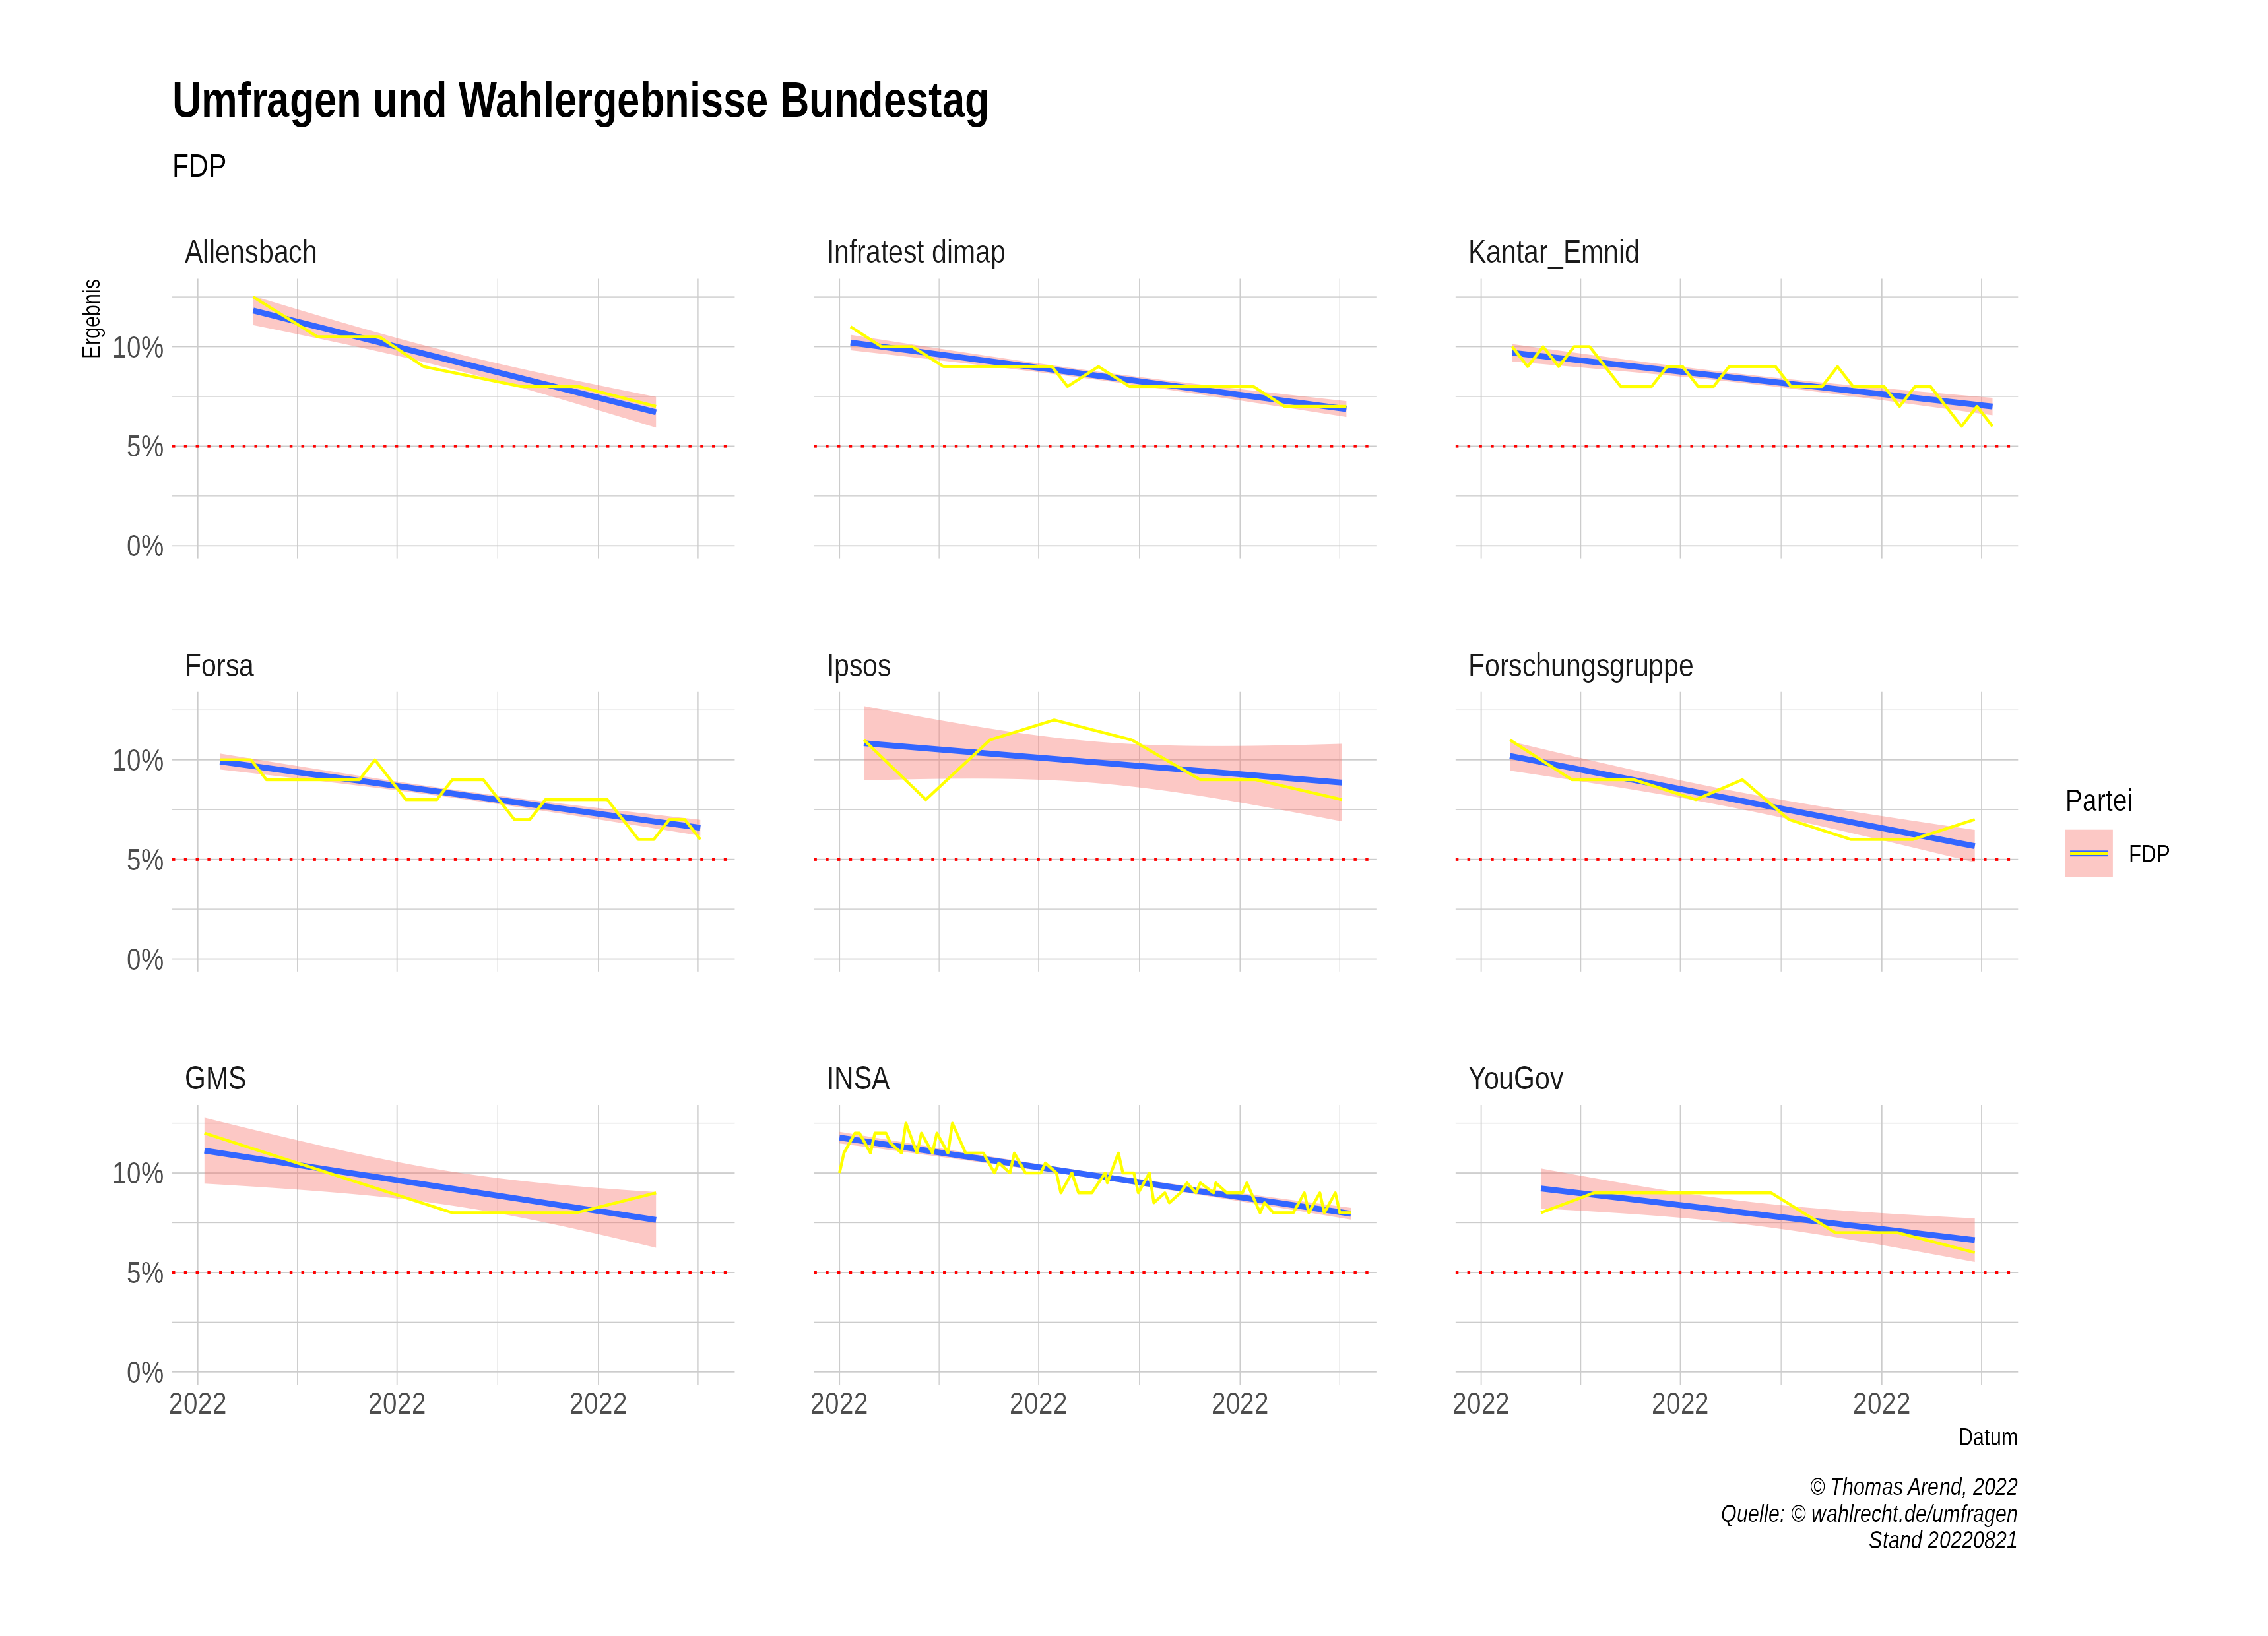 Umfragen und Wahlergebnisse Bundestag
FDP
Allensbach
Infratest dimap
Kantar_Emnid
Ergebnis
10%
5%
0%
Forsa
Ipsos
Forschungsgruppe
10%
5%
0%
Partei
FDP
GMS
INSA
YouGov
10%
5%
0%
2022 2022 2022
2022 2022 2022
2022 2022 2022
Datum
© Thomas Arend, 2022
Quelle: © wahlrecht.de/umfragen
Stand 20220821